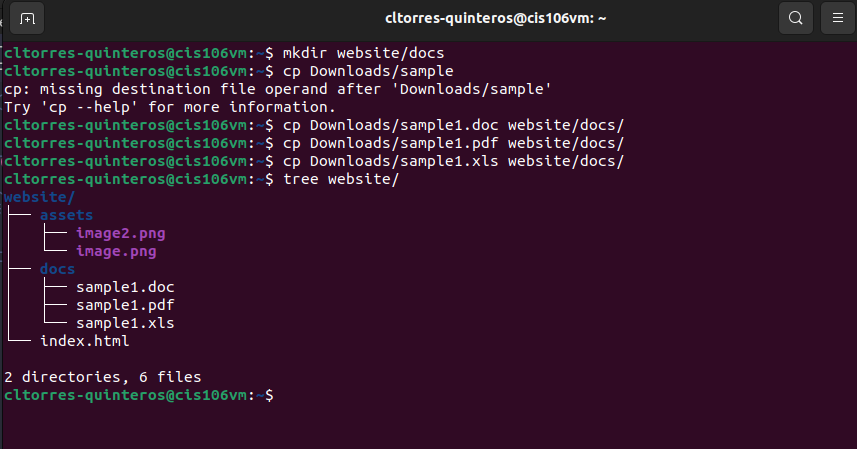 cltorres-quinteros@cis106vm: ~
cltorres-quinteros@cis106vm:~$ mkdir website/docs
cltorres-quinteros@cis106vm:~$ cp Downloads/sample
cp: missing destination file operand after 'Downloads/sample'
Try 'cp --help' for more information.
cltorres-quinteros@cis106vm:~$ cp Downloads/sample1.doc website/docs/
cltorres-quinteros@cis106vm:~$ cp Downloads/sample1.pdf website/docs/
cltorres-quinteros@cis106vm:~$ cp Downloads/sample1.xls website/docs/
cltorres-quinteros@cis106vm:~$ tree website/
website/
├── assets
│   ├── image2.png
│   └── image.png
├── docs
│   ├── sample1.doc
│   ├── sample1.pdf
│   └── sample1.xls
└── index.html
2 directories, 6 files
cltorres-quinteros@cis106vm:~$